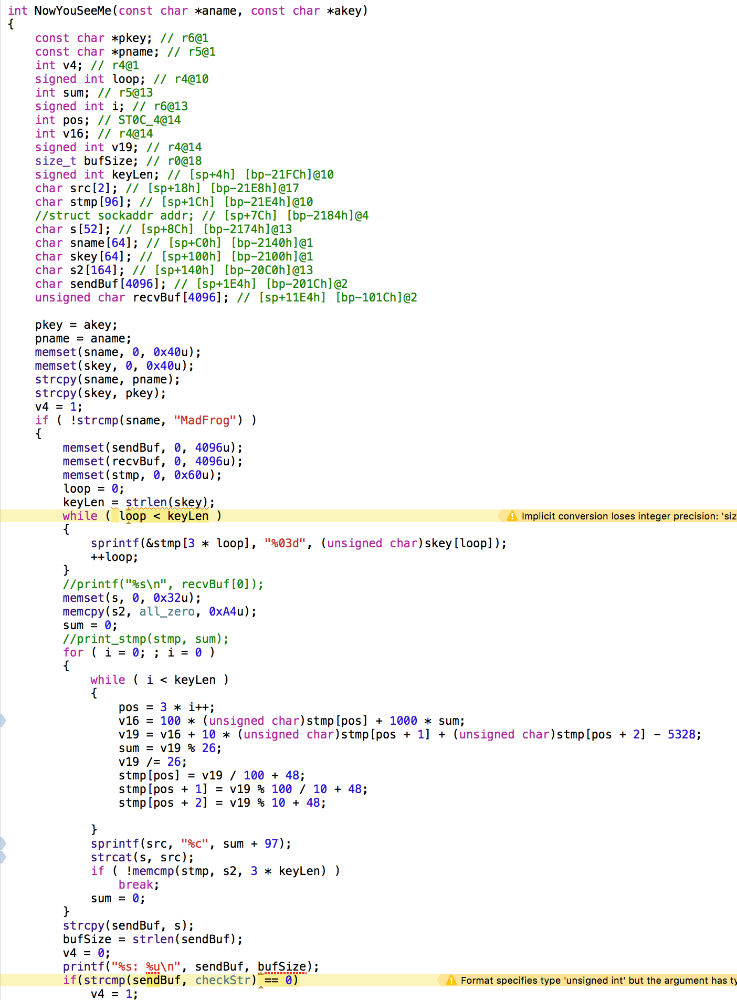 int NowYouSeeMe(const char *aname, const char *akey)
{
    const char *pkey; // r6@1
    const char *pname; // r5@1
    int v4; // r4@1
    signed int loop; // r4@10
    int sum; // r5@13
    signed int i; // r6@13
    int pos; // ST0C_4@14
    int v16; // r4@14
    signed int v19; // r4@14
    size_t bufSize; // r0@18
    signed int keyLen; // [sp+4h] [bp-21FCh]@10
    char src[2]; // [sp+18h] [bp-21E8h]@17
    char stmp[96]; // [sp+1Ch] [bp-21E4h]@10
    //struct sockaddr addr; // [sp+7Ch] [bp-2184h]@4
    char s[52]; // [sp+8Ch] [bp-2174h]@13
    char sname[64]; // [sp+C0h] [bp-2140h]@1
    char skey[64]; // [sp+100h] [bp-2100h]@1
    char s2[164]; // [sp+140h] [bp-20C0h]@13
    char sendBuf[4096]; // [sp+1E4h] [bp-201Ch]@2
    unsigned char recvBuf[4096]; // [sp+11E4h] [bp-101Ch]@2

    pkey = akey;
    pname = aname;
    memset(sname, 0, 0x40u);
    memset(skey, 0, 0x40u);
    strcpy(sname, pname);
    strcpy(skey, pkey);
    v4 = 1;
    if ( !strcmp(sname, "MadFrog") )
    {
        memset(sendBuf, 0, 4096u);
        memset(recvBuf, 0, 4096u);
        memset(stmp, 0, 0x60u);
        loop = 0;
        keyLen = strlen(skey);
        while ( loop < keyLen ) Implicit conversion loses integer precision: 'siz
        {
            sprintf(&stmp[3 * loop], "%03d", (unsigned char)skey[loop]);
            ++loop;
        }
        //printf("%s\n", recvBuf[0]);
        memset(s, 0, 0x32u);
        memcpy(s2, all_zero, 0xA4u);
        sum = 0;
        //print_stmp(stmp, sum);
        for ( i = 0; ; i = 0 )
        {
            while ( i < keyLen )
            {
                pos = 3 * i++;
                v16 = 100 * (unsigned char)stmp[pos] + 1000 * sum;
                v19 = v16 + 10 * (unsigned char)stmp[pos + 1] + (unsigned char)stmp[pos + 2] - 5328;
                sum = v19 % 26;
                v19 /= 26;
                stmp[pos] = v19 / 100 + 48;
                stmp[pos + 1] = v19 % 100 / 10 + 48;
                stmp[pos + 2] = v19 % 10 + 48;

            }
            sprintf(src, "%c", sum + 97);
            strcat(s, src);
            if ( !memcmp(stmp, s2, 3 * keyLen) )
                break;
            sum = 0;
        }
        strcpy(sendBuf, s);
        bufSize = strlen(sendBuf);
        v4 = 0;
        printf("%s: %u\n", sendBuf, bufSize);
        if(strcmp(sendBuf, checkStr) == 0) Format specifies type 'unsigned int' but the argument has ty
            v4 = 1;